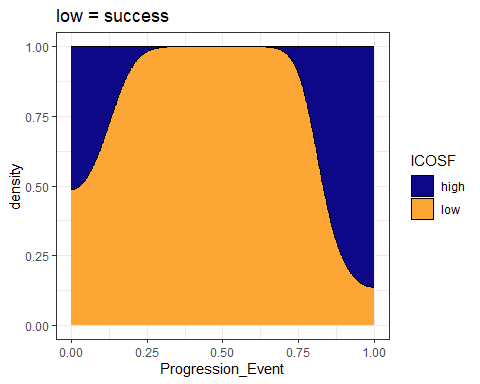 low = success
1.00
0.75
0.50
0.25
0.00
density
0.00 0.25 0.50 0.75 1.00
Progression_Event
ICOSF
high
low